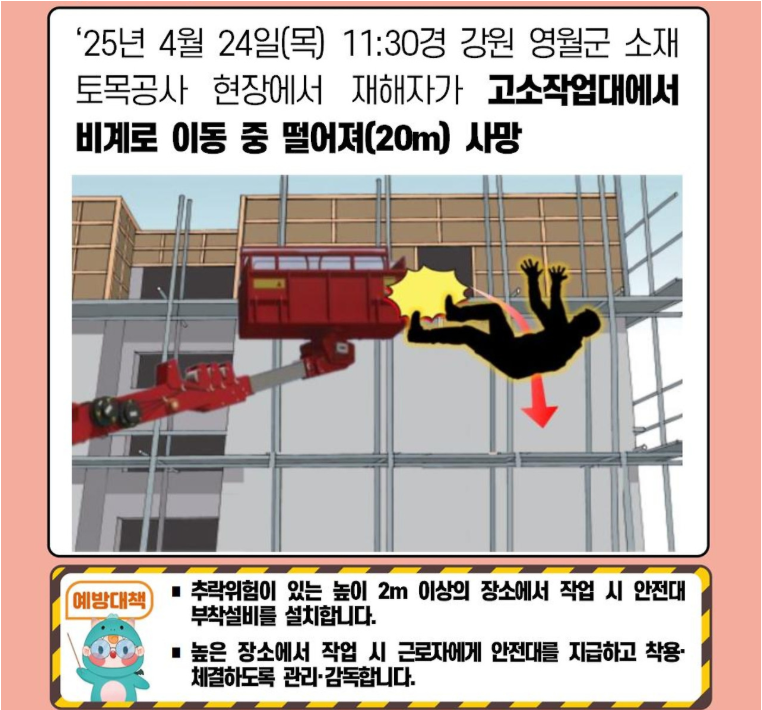 ‘25년 4월 24일(목) 11:30경 강원 영월군 소재
토목공사 현장에서 재해자가 고소작업대에서
비계로 이동 중 떨어져(20m) 사망
예방대책
▪ 추락위험이 있는 높이 2m 이상의 장소에서 작업 시 안전대
부착설비를 설치합니다.
▪ 높은 장소에서 작업 시 근로자에게 안전대를 지급하고 착용·
체결하도록 관리·감독합니다.